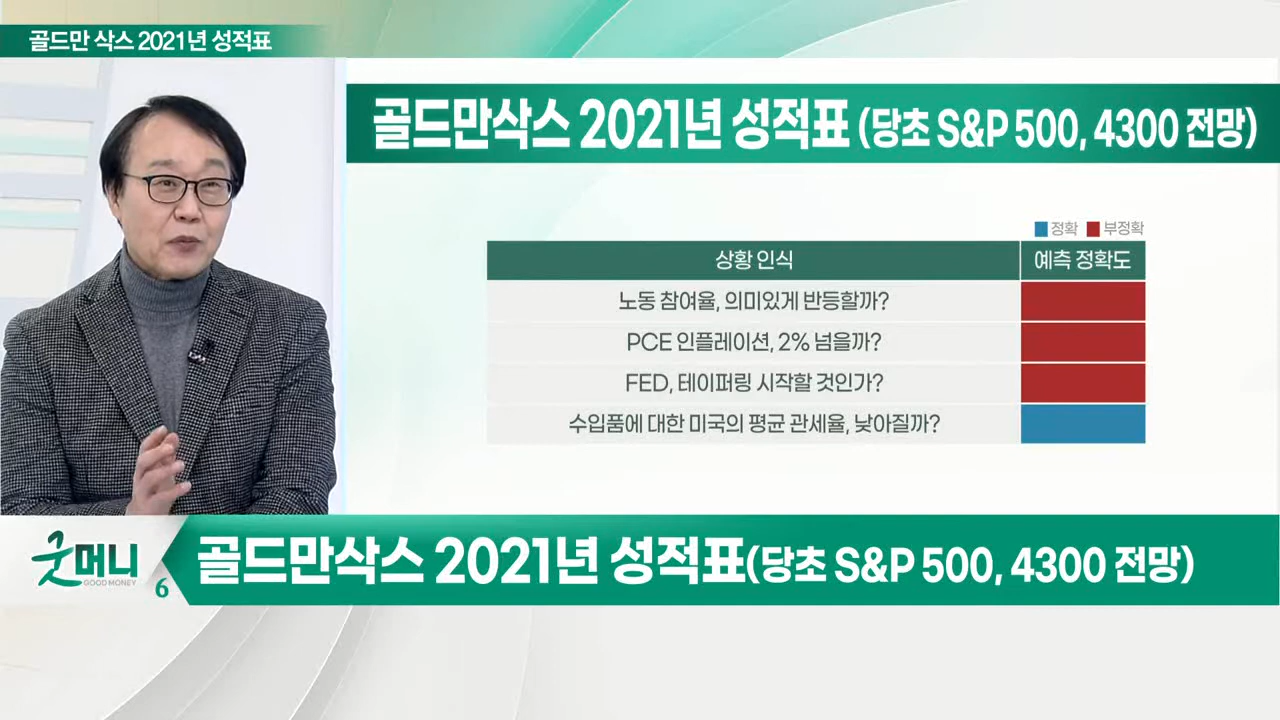 골드만 삭스 2021년 성적표
골드만삭스 2021년 성적표 (당초 S&P 500, 4300 전망)
정확 부정확
상황 인식 예측 정확도
노동 참여율, 의미있게 반등할까?
PCE 인플레이션, 2% 넘을까?
FED, 테이퍼링 시작할 것인가?
수입품에 대한 미국의 평균 관세율, 낮아질까?
굿머니
GOOD MONEY
6
골드만삭스 2021년 성적표(당초 S&P 500, 4300 전망)